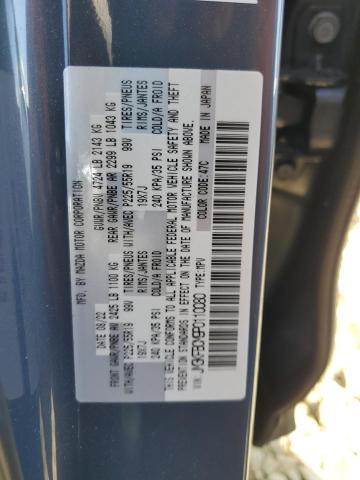 MFD. BY MAZDA MOTOR CORPORATION
DATE: 08/22 GVWR/PNBV 4724 LB 2143 KG
FRONT GAWR/PNBE AV 2425 LB 1100 KG REAR GAWR/PNBE AR 2299 LB 1043 KG
WITH/AVEC P225/55R19 99V TIRES/PNEUS WITH/AVEC P225/55R19 99V TIRES/PNEUS
19X7J RIMS/JANTES 19X7J RIMS/JANTES
240 KPA/35 PSI COLD/A FROID 240 KPA/35 PSI COLD/A FROID
THIS VEHICLE CONFORMS TO ALL APPLICABLE FEDERAL MOTOR VEHICLE SAFETY AND THEFT
PREVENTION STANDARDS IN EFFECT ON THE DATE OF MANUFACTURE SHOWN ABOVE.
TYPE: MPV COLOR CODE: 47C MADE IN JAPAN